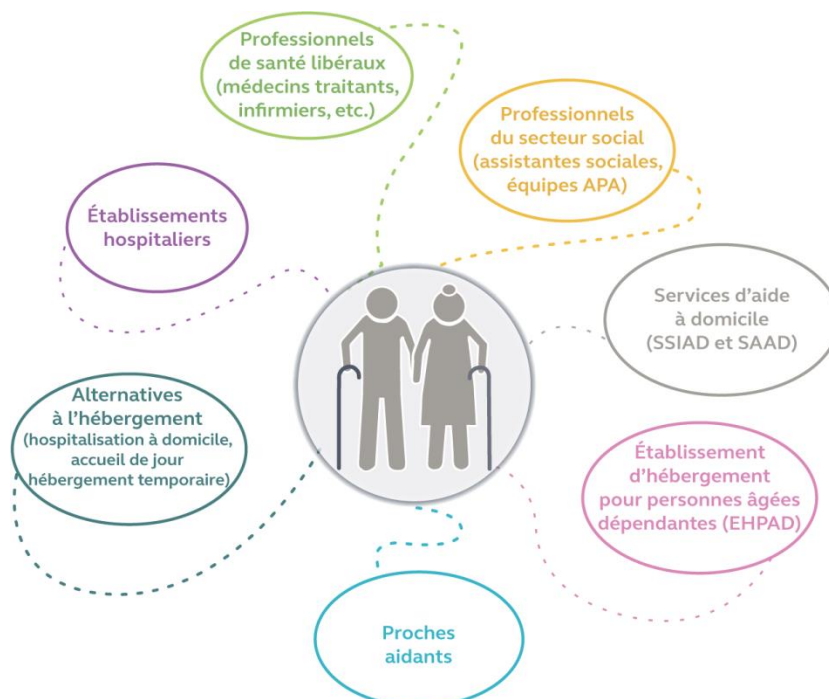 Professionnels
de santé libéraux
(médecins traitants,
infirmiers, etc.)
Professionnels
du secteur social
(assistantes sociales,
équipes APA)
Établissements
hospitaliers
Services d’aide
à domicile
(SSIAD et SAAD)
Alternatives
à l’hébergement
(hospitalisation à domicile,
accueil de jour
hébergement temporaire)
Établissement
d’hébergement
pour personnes âgées
dépendantes (EHPAD)
Proches
aidants